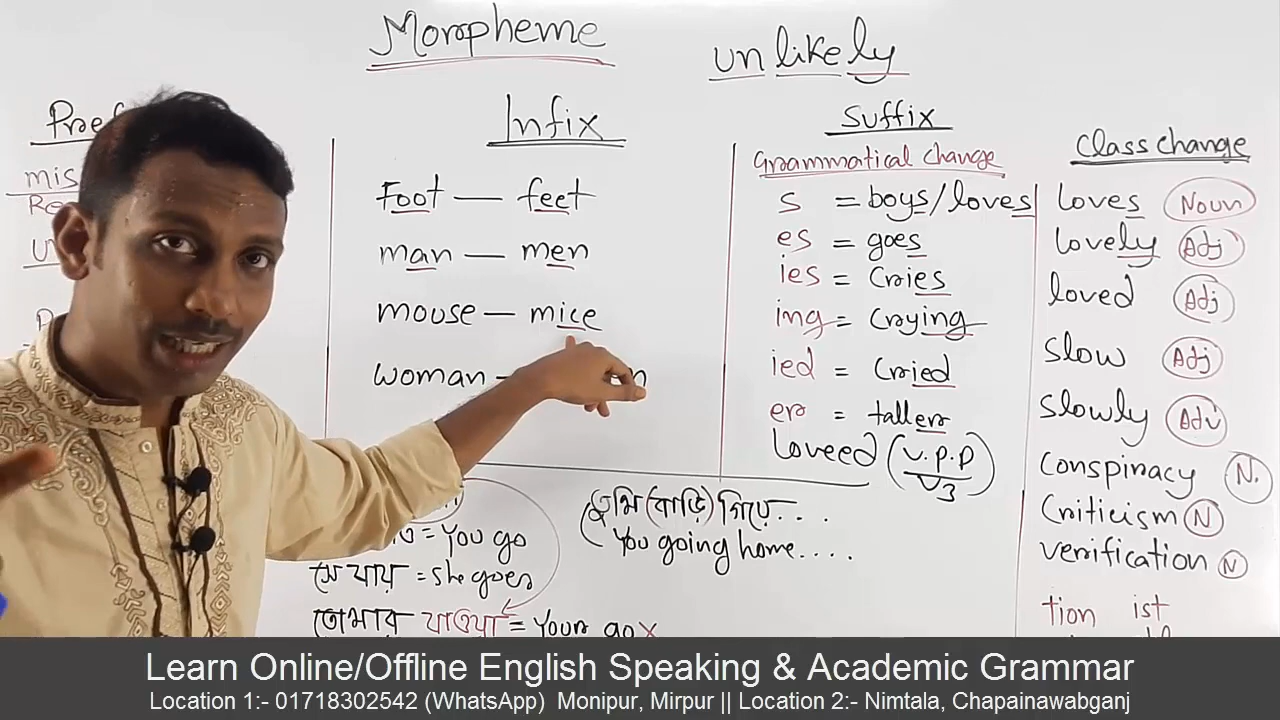 Morpheme
unlikely
mis
Re
Infix
Foot — feet
man — men
mouse — mice
woman —
Suffix
Grammatical change
s = boys/loves
es = goes
ies = Cries
ing = Crying
ied = Cried
er = taller
Loveed (v.p.p/v3)
Class change
loves Noun
lovely Adj
loved Adj
slow Adj
slowly Adv
conspiracy N.
Criticism N
verification N
tion ist
= You go
সে যায় = she goes
তোমার যাওয়া = Your go x
তুমি (বাড়ি) গিয়ে....
You going home....
Learn Online/Offline English Speaking & Academic Grammar
Location 1:- 01718302542 (WhatsApp) Monipur, Mirpur || Location 2:- Nimtala, Chapainawabganj